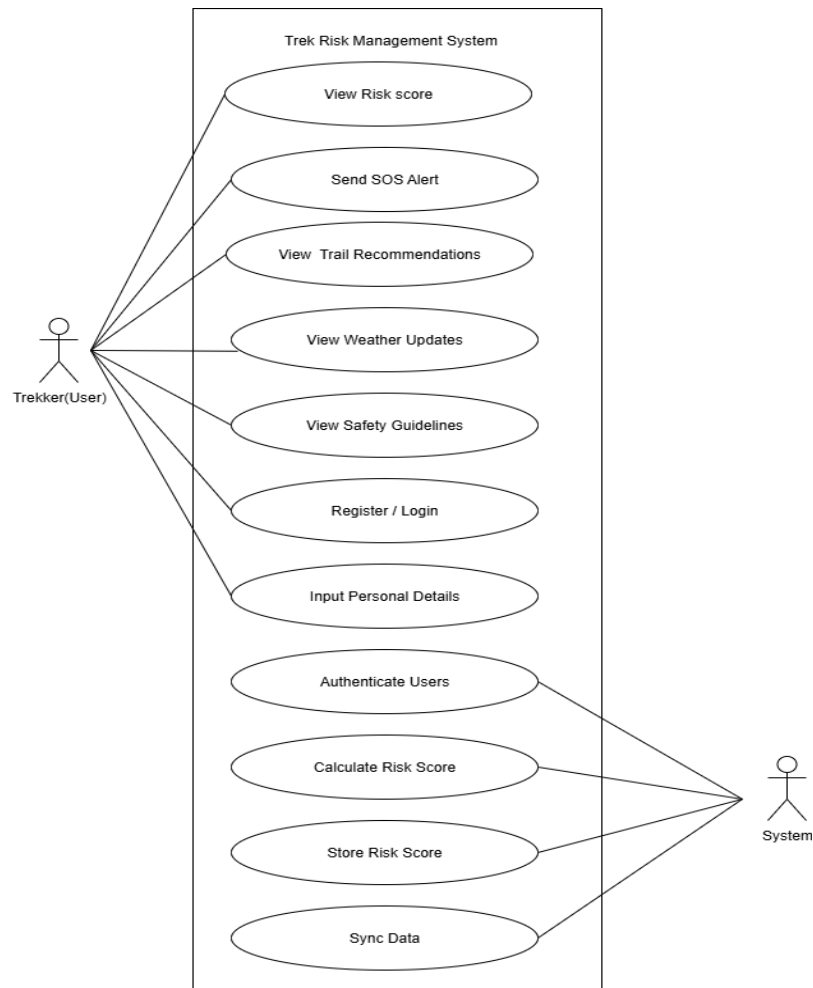 Trek Risk Management System
View Risk score
Send SOS Alert
View Trail Recommendations
View Weather Updates
Trekker(User)
View Safety Guidelines
Register / Login
Input Personal Details
Authenticate Users
Calculate Risk Score
System
Store Risk Score
Sync Data